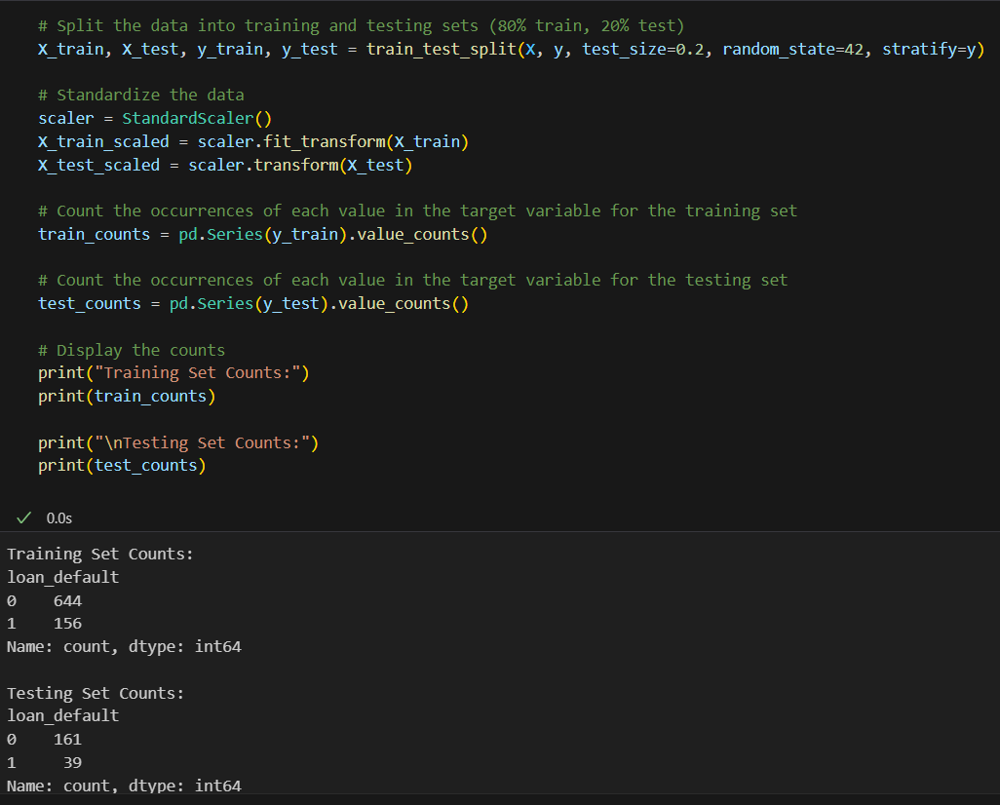 # Split the data into training and testing sets (80% train, 20% test)
X_train, X_test, y_train, y_test = train_test_split(X, y, test_size=0.2, random_state=42, stratify=y)
# Standardize the data
scaler = StandardScaler()
X_train_scaled = scaler.fit_transform(X_train)
X_test_scaled = scaler.transform(X_test)
# Count the occurrences of each value in the target variable for the training set
train_counts = pd.Series(y_train).value_counts()
# Count the occurrences of each value in the target variable for the testing set
test_counts = pd.Series(y_test).value_counts()
# Display the counts
print("Training Set Counts:")
print(train_counts)
print("\nTesting Set Counts:")
print(test_counts)
0.0s
Training Set Counts:
loan_default
0    644
1    156
Name: count, dtype: int64
Testing Set Counts:
loan_default
0    161
1     39
Name: count, dtype: int64